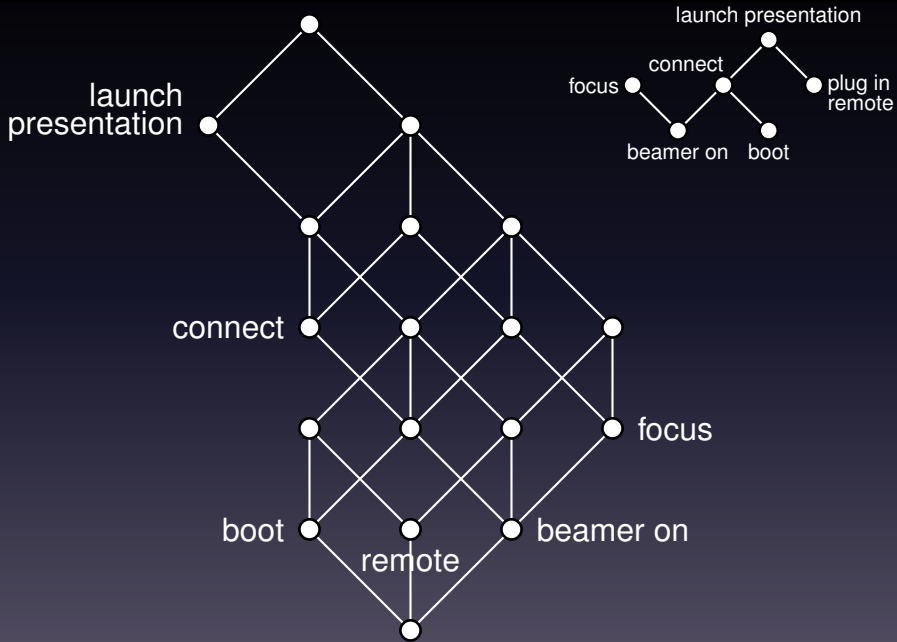 launch presentation
connect
focus
plug in
remote
beamer on
boot
launch
presentation
connect
focus
boot
beamer on
remote